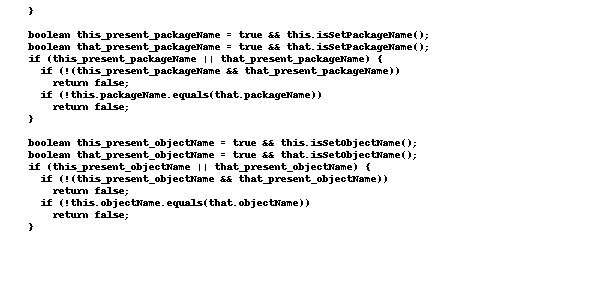 }
boolean this_present_packageName = true && this.isSetPackageName();
boolean that_present_packageName = true && that.isSetPackageName();
if (this_present_packageName || that_present_packageName) {
if (!(this_present_packageName && that_present_packageName))
return false;
if (!this.packageName.equals(that.packageName))
return false;
}
boolean this_present_objectName = true && this.isSetObjectName();
boolean that_present_objectName = true && that.isSetObjectName();
if (this_present_objectName || that_present_objectName) {
if (!(this_present_objectName && that_present_objectName))
return false;
if (!this.objectName.equals(that.objectName))
return false;
}